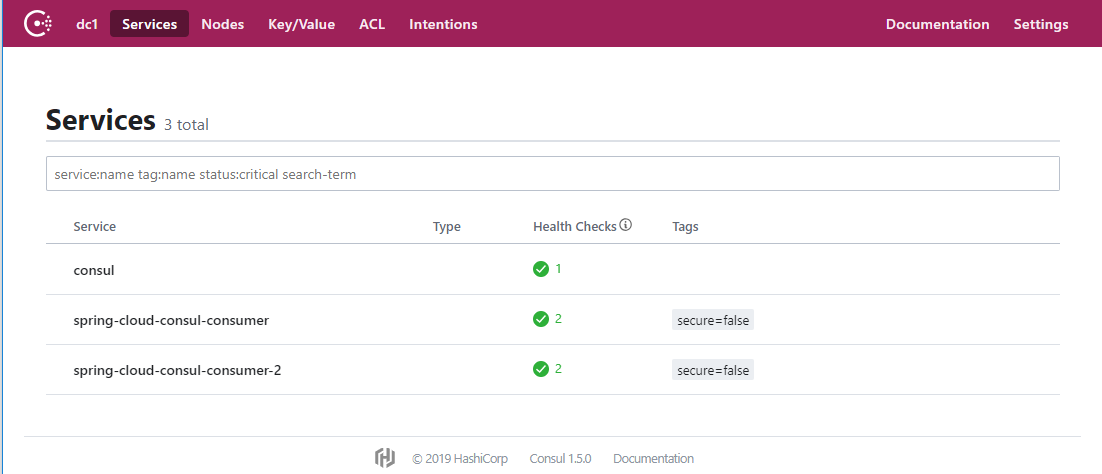 dc1 Services Nodes Key/Value ACL Intentions Documentation Settings
Services 3 total
service:name tag:name status:critical search-term
Service Type Health Checks Tags
consul 1
spring-cloud-consul-consumer 2 secure=false
spring-cloud-consul-consumer-2 2 secure=false
© 2019 HashiCorp Consul 1.5.0 Documentation